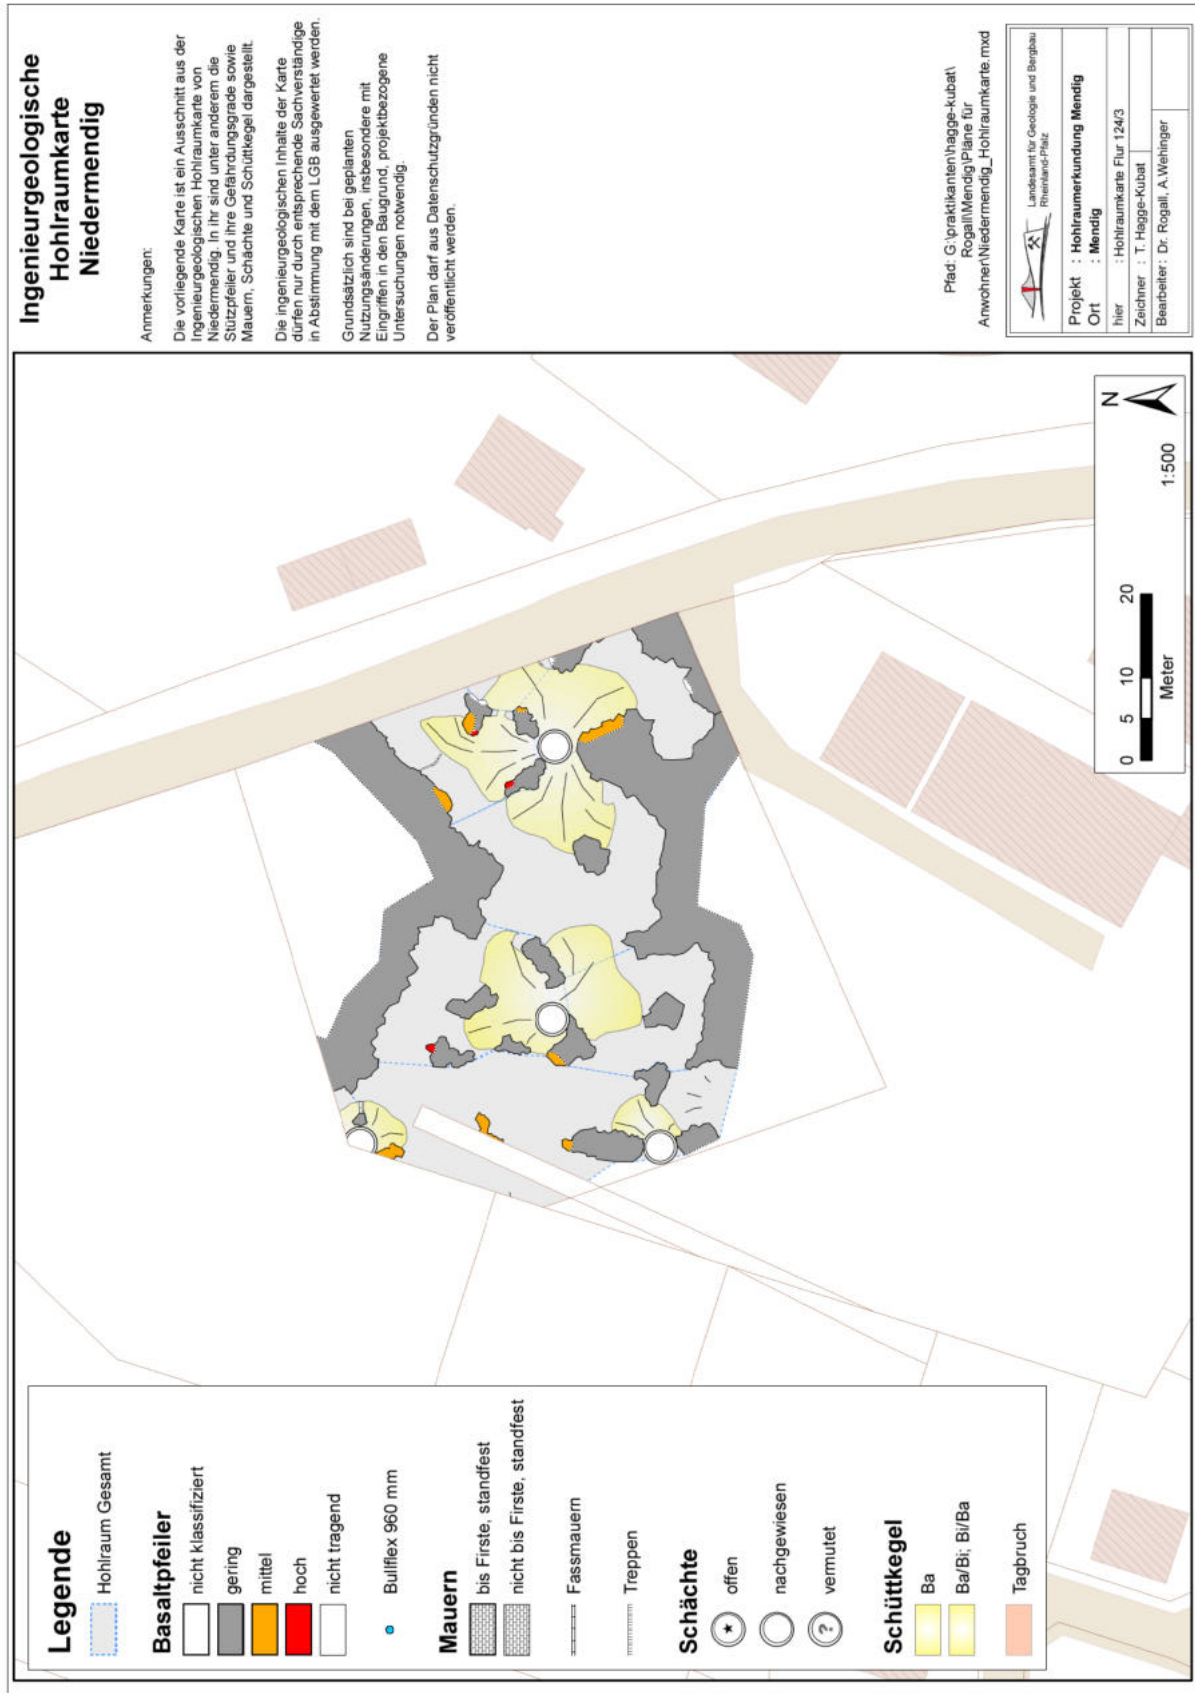 Ingenieurgeologische
Hohlraumkarte
Niedermendig
Anmerkungen:
Die vorliegende Karte ist ein Ausschnitt aus der
Ingenieurgeologischen Hohlraumkarte von
Niedermendig. In ihr sind unter anderem die
Stützpfeiler und ihre Gefährdungsgrade sowie
Mauern, Schächte und Schüttkegel dargestellt.
Die ingenieurgeologischen Inhalte der Karte
dürfen nur durch entsprechende Sachverständige
in Abstimmung mit dem LGB ausgewertet werden.
Grundsätzlich sind bei geplanten
Nutzungsänderungen, insbesondere mit
Eingriffen in den Baugrund, projektbezogene
Untersuchungen notwendig.
Der Plan darf aus Datenschutzgründen nicht
veröffentlicht werden.
Pfad: G:\praktikanten\hagge-kubat\
Rogall\Mendig\Pläne für
Anwohner\Niedermendig_Hohlraumkarte.mxd
Landesamt für Geologie und Bergbau
Rheinland-Pfalz
Projekt : Hohlraumerkundung Mendig
Ort : Mendig
hier : Hohlraumkarte Flur 124/3
Zeichner : T. Hagge-Kubat
Bearbeiter : Dr. Rogall, A.Wehinger
N
1:500
0 5 10 20
Meter
Legende
Hohlraum Gesamt
Basaltpfeiler
nicht klassifiziert
gering
mittel
hoch
nicht tragend
Bullflex 960 mm
Mauern
bis Firste, standfest
nicht bis Firste, standfest
Fassmauern
Treppen
Schächte
offen
nachgewiesen
? vermutet
Schüttkegel
Ba
Ba/Bi; Bi/Ba
Tagbruch